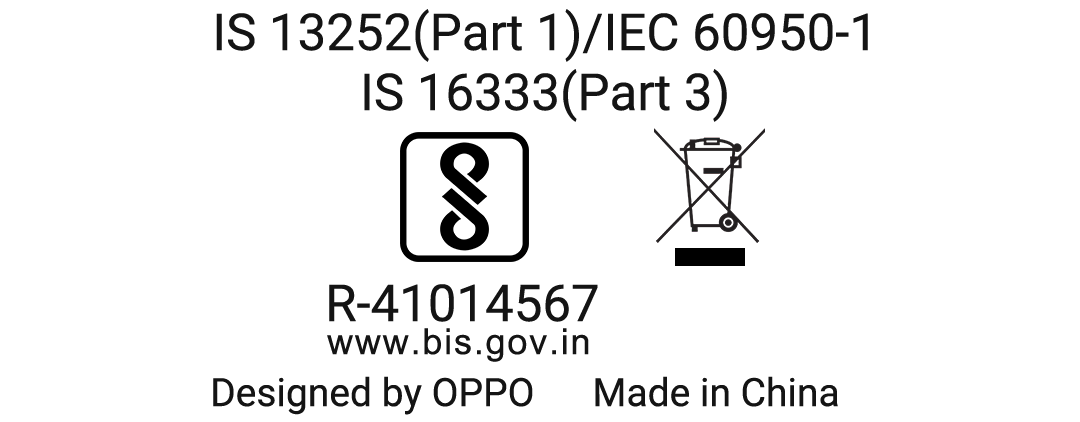 IS 13252(Part 1)/IEC 60950-1
IS 16333(Part 3)
R-41014567
www.bis.gov.in
Designed by OPPO Made in China